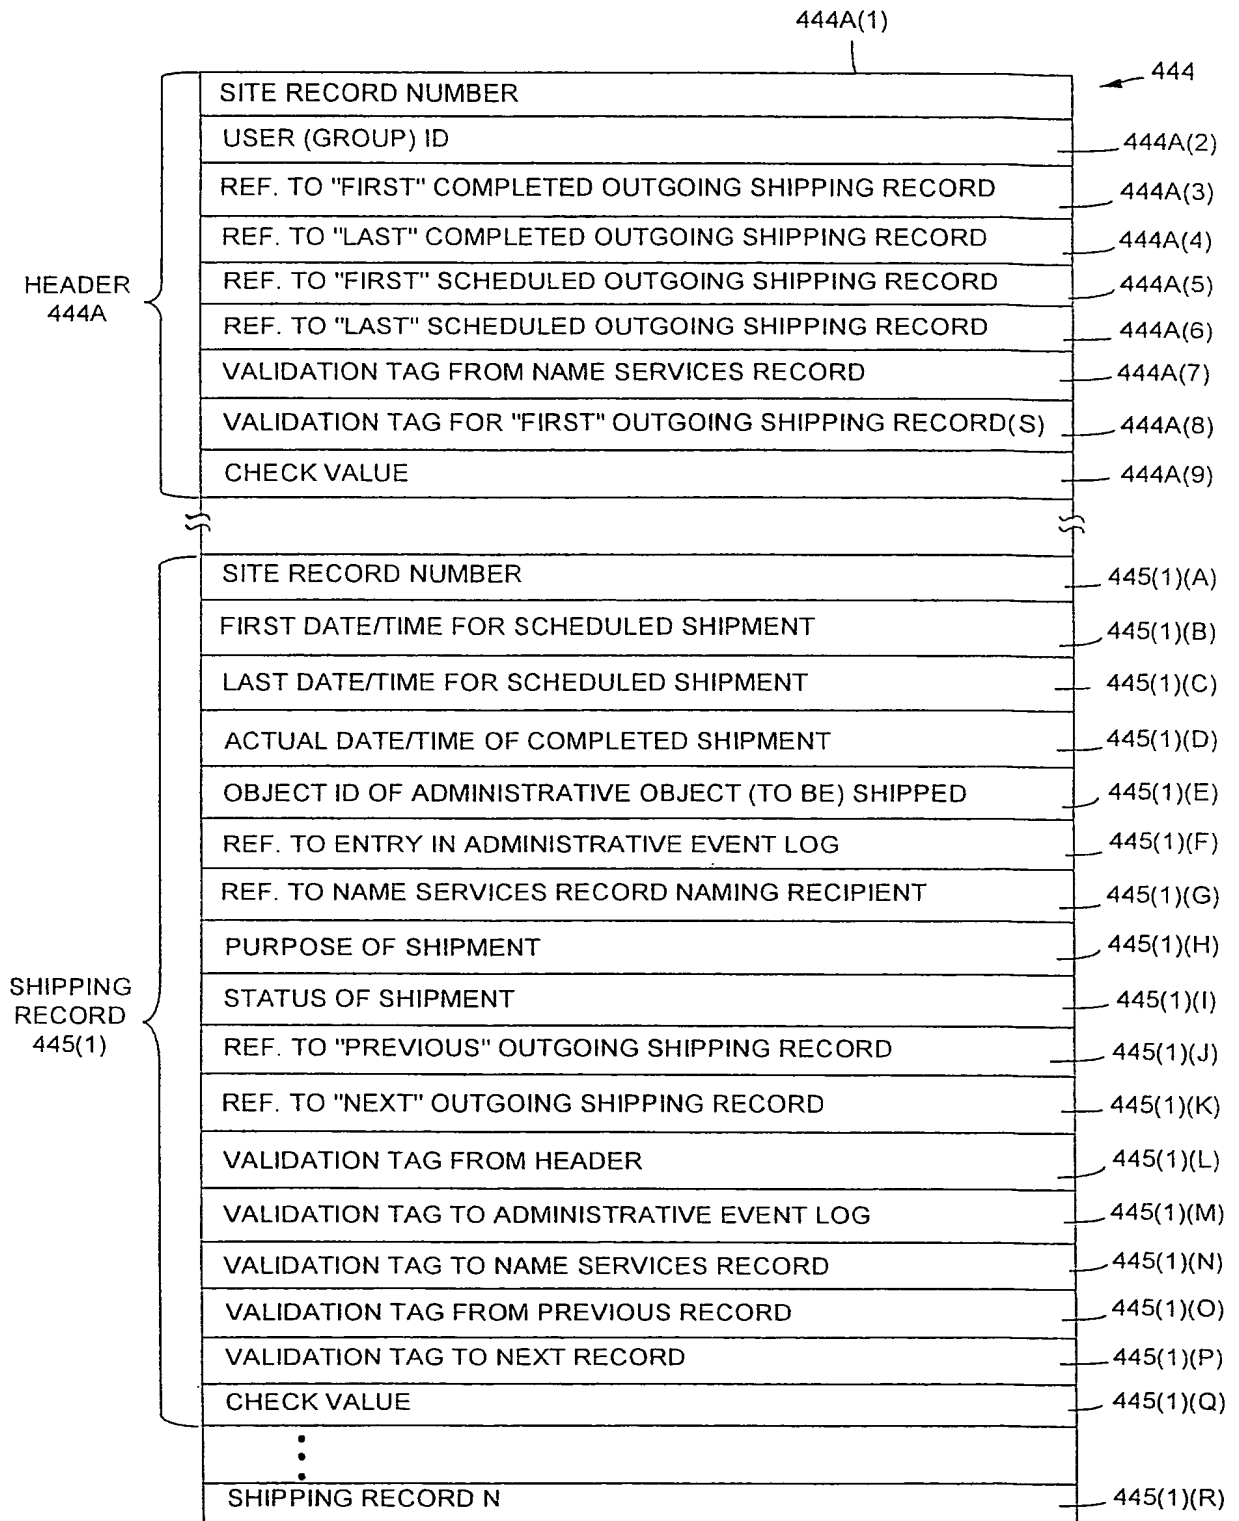 444A(1)
444
SITE RECORD NUMBER
USER (GROUP) ID 444A(2)
REF. TO "FIRST" COMPLETED OUTGOING SHIPPING RECORD 444A(3)
REF. TO "LAST" COMPLETED OUTGOING SHIPPING RECORD 444A(4)
REF. TO "FIRST" SCHEDULED OUTGOING SHIPPING RECORD 444A(5)
HEADER
444A
REF. TO "LAST" SCHEDULED OUTGOING SHIPPING RECORD 444A(6)
VALIDATION TAG FROM NAME SERVICES RECORD 444A(7)
VALIDATION TAG FOR "FIRST" OUTGOING SHIPPING RECORD(S) 444A(8)
CHECK VALUE 444A(9)
SITE RECORD NUMBER 445(1)(A)
FIRST DATE/TIME FOR SCHEDULED SHIPMENT 445(1)(B)
LAST DATE/TIME FOR SCHEDULED SHIPMENT 445(1)(C)
ACTUAL DATE/TIME OF COMPLETED SHIPMENT 445(1)(D)
OBJECT ID OF ADMINISTRATIVE OBJECT (TO BE) SHIPPED 445(1)(E)
REF. TO ENTRY IN ADMINISTRATIVE EVENT LOG 445(1)(F)
REF. TO NAME SERVICES RECORD NAMING RECIPIENT 445(1)(G)
PURPOSE OF SHIPMENT 445(1)(H)
SHIPPING
RECORD
445(1)
STATUS OF SHIPMENT 445(1)(I)
REF. TO "PREVIOUS" OUTGOING SHIPPING RECORD 445(1)(J)
REF. TO "NEXT" OUTGOING SHIPPING RECORD 445(1)(K)
VALIDATION TAG FROM HEADER 445(1)(L)
VALIDATION TAG TO ADMINISTRATIVE EVENT LOG 445(1)(M)
VALIDATION TAG TO NAME SERVICES RECORD 445(1)(N)
VALIDATION TAG FROM PREVIOUS RECORD 445(1)(O)
VALIDATION TAG TO NEXT RECORD 445(1)(P)
CHECK VALUE 445(1)(Q)
SHIPPING RECORD N 445(1)(R)